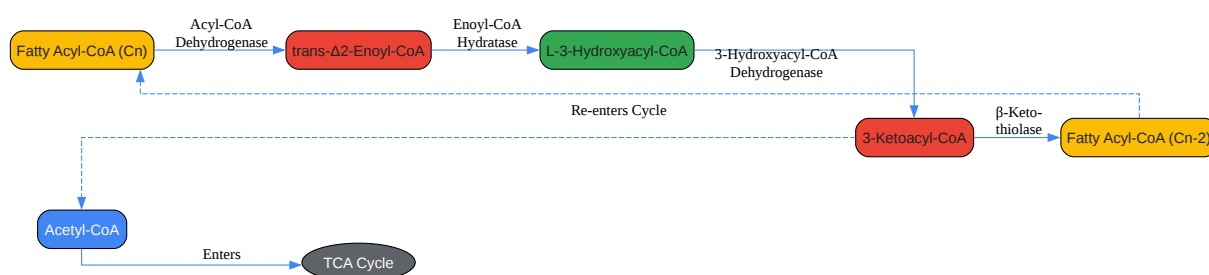 Acyl-CoA
Dehydrogenase
Enoyl-CoA
Hydratase
Fatty Acyl-CoA (Cn)
trans-Δ2-Enoyl-CoA
L-3-Hydroxyacyl-CoA
3-Hydroxyacyl-CoA
Dehydrogenase
Re-enters Cycle
β-Keto-
thiolase
3-Ketoacyl-CoA
Fatty Acyl-CoA (Cn-2)
Acetyl-CoA
Enters
TCA Cycle